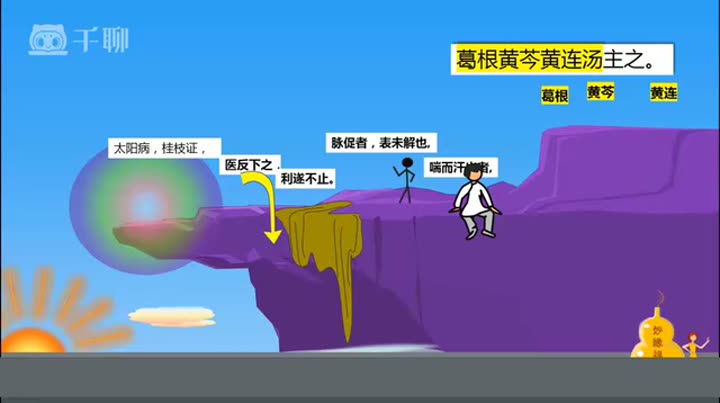 千聊
葛根黄芩黄连汤主之。
葛根 黄芩 黄连
太阳病，桂枝证，
医反下之，
利遂不止。
脉促者，表未解也。
喘而汗出者，